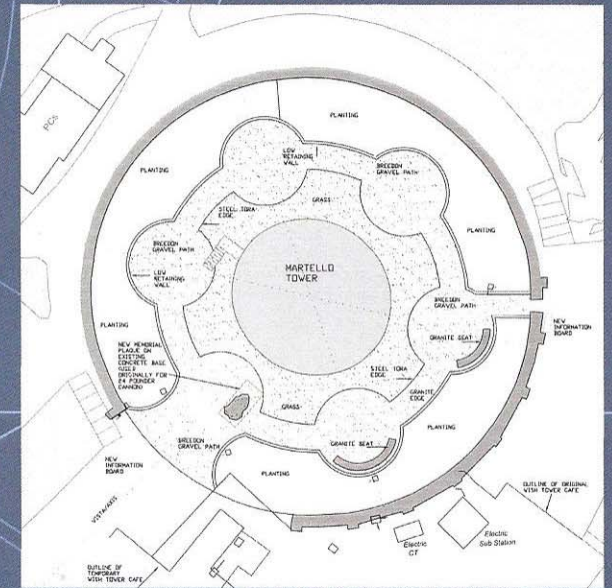 PCs
PLANTING
PLANTING
LOW
RETAINING
WALL
BREEDON
GRAVEL PATH
GRASS
STEEL TORA
EDGE
PLANTING
BREEDON
GRAVEL PATH
LOW
RETAINING
WALL
MARTELLO
TOWER
BREEDON
GRAVEL PATH
GRANITE SEAT
NEW
INFORMATION
BOARD
PLANTING
NEW MEMORIAL
PLAQUE ON
EXISTING
CONCRETE BASE
(USED
ORIGINALLY FOR
24 POUNDER
CANNON)
STEEL TORA
EDGE
GRANITE
EDGE
GRASS
PLANTING
BREEDON
GRAVEL PATH
GRANITE SEAT
NEW
INFORMATION
BOARD
PLANTING
VISTA/AXIS
OUTLINE OF ORIGINAL
WISH TOWER CAFE
OUTLINE OF
TEMPORARY
WISH TOWER CAFE
Electric
CT
Electric
Sub Station